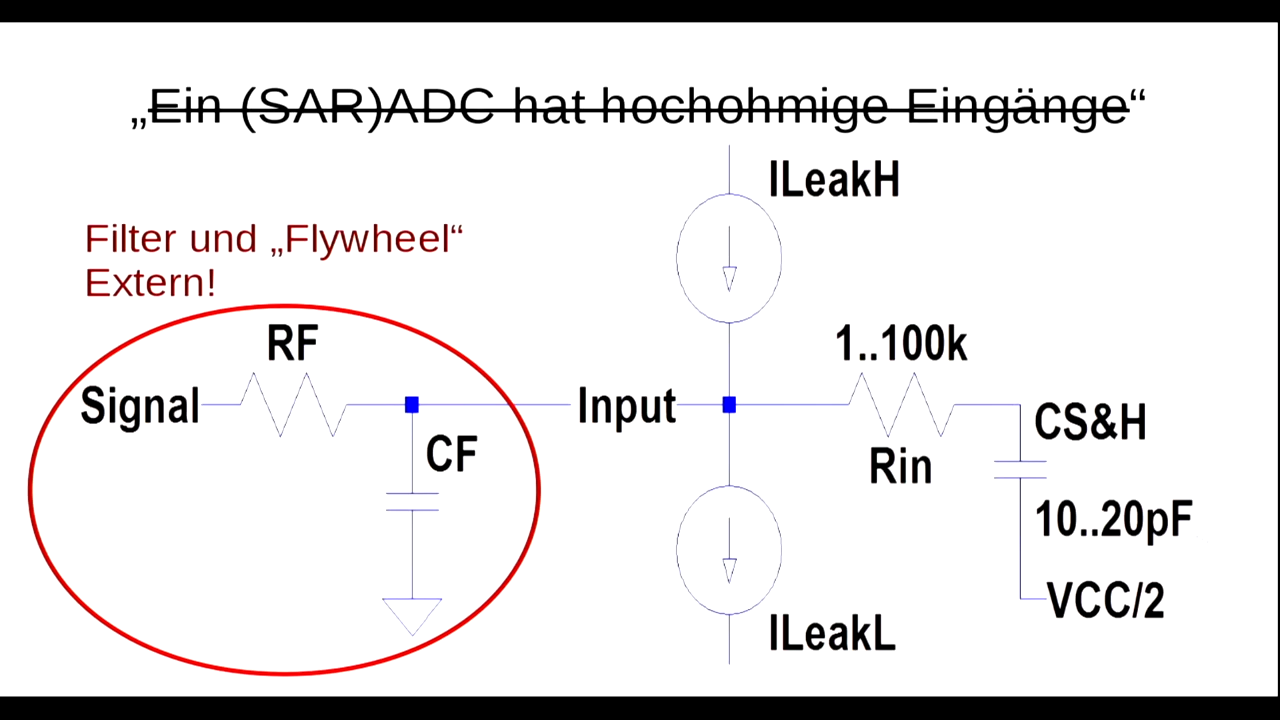 „Ein (SAR)ADC hat hochohmige Eingänge“
ILeakH
Filter und „Flywheel“
Extern!
RF
1..100k
Signal
Input
CS&H
CF
Rin
10..20pF
VCC/2
ILeakL